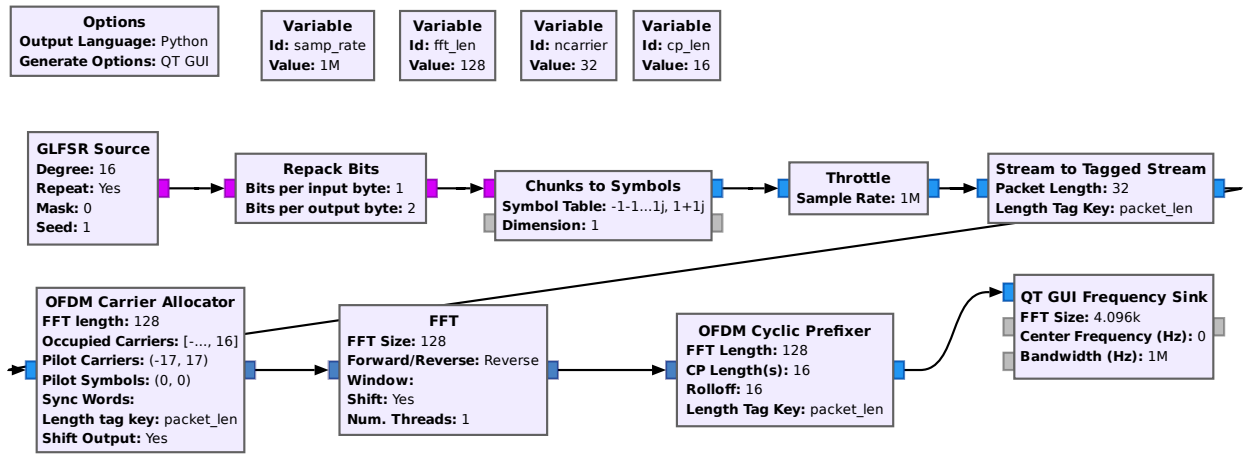 Options
Output Language: Python
Generate Options: QT GUI
Variable
Id: samp_rate
Value: 1M
Variable
Id: fft_len
Value: 128
Variable
Id: ncarrier
Value: 32
Variable
Id: cp_len
Value: 16
GLFSR Source
Degree: 16
Repeat: Yes
Mask: 0
Seed: 1
Repack Bits
Bits per input byte: 1
Bits per output byte: 2
Chunks to Symbols
Symbol Table: -1-1...1j, 1+1j
Dimension: 1
Throttle
Sample Rate: 1M
Stream to Tagged Stream
Packet Length: 32
Length Tag Key: packet_len
OFDM Carrier Allocator
FFT length: 128
Occupied Carriers: [-..., 16]
Pilot Carriers: (-17, 17)
Pilot Symbols: (0, 0)
Sync Words:
Length tag key: packet_len
Shift Output: Yes
FFT
FFT Size: 128
Forward/Reverse: Reverse
Window:
Shift: Yes
Num. Threads: 1
OFDM Cyclic Prefixer
FFT Length: 128
CP Length(s): 16
Rolloff: 16
Length Tag Key: packet_len
QT GUI Frequency Sink
FFT Size: 4.096k
Center Frequency (Hz): 0
Bandwidth (Hz): 1M